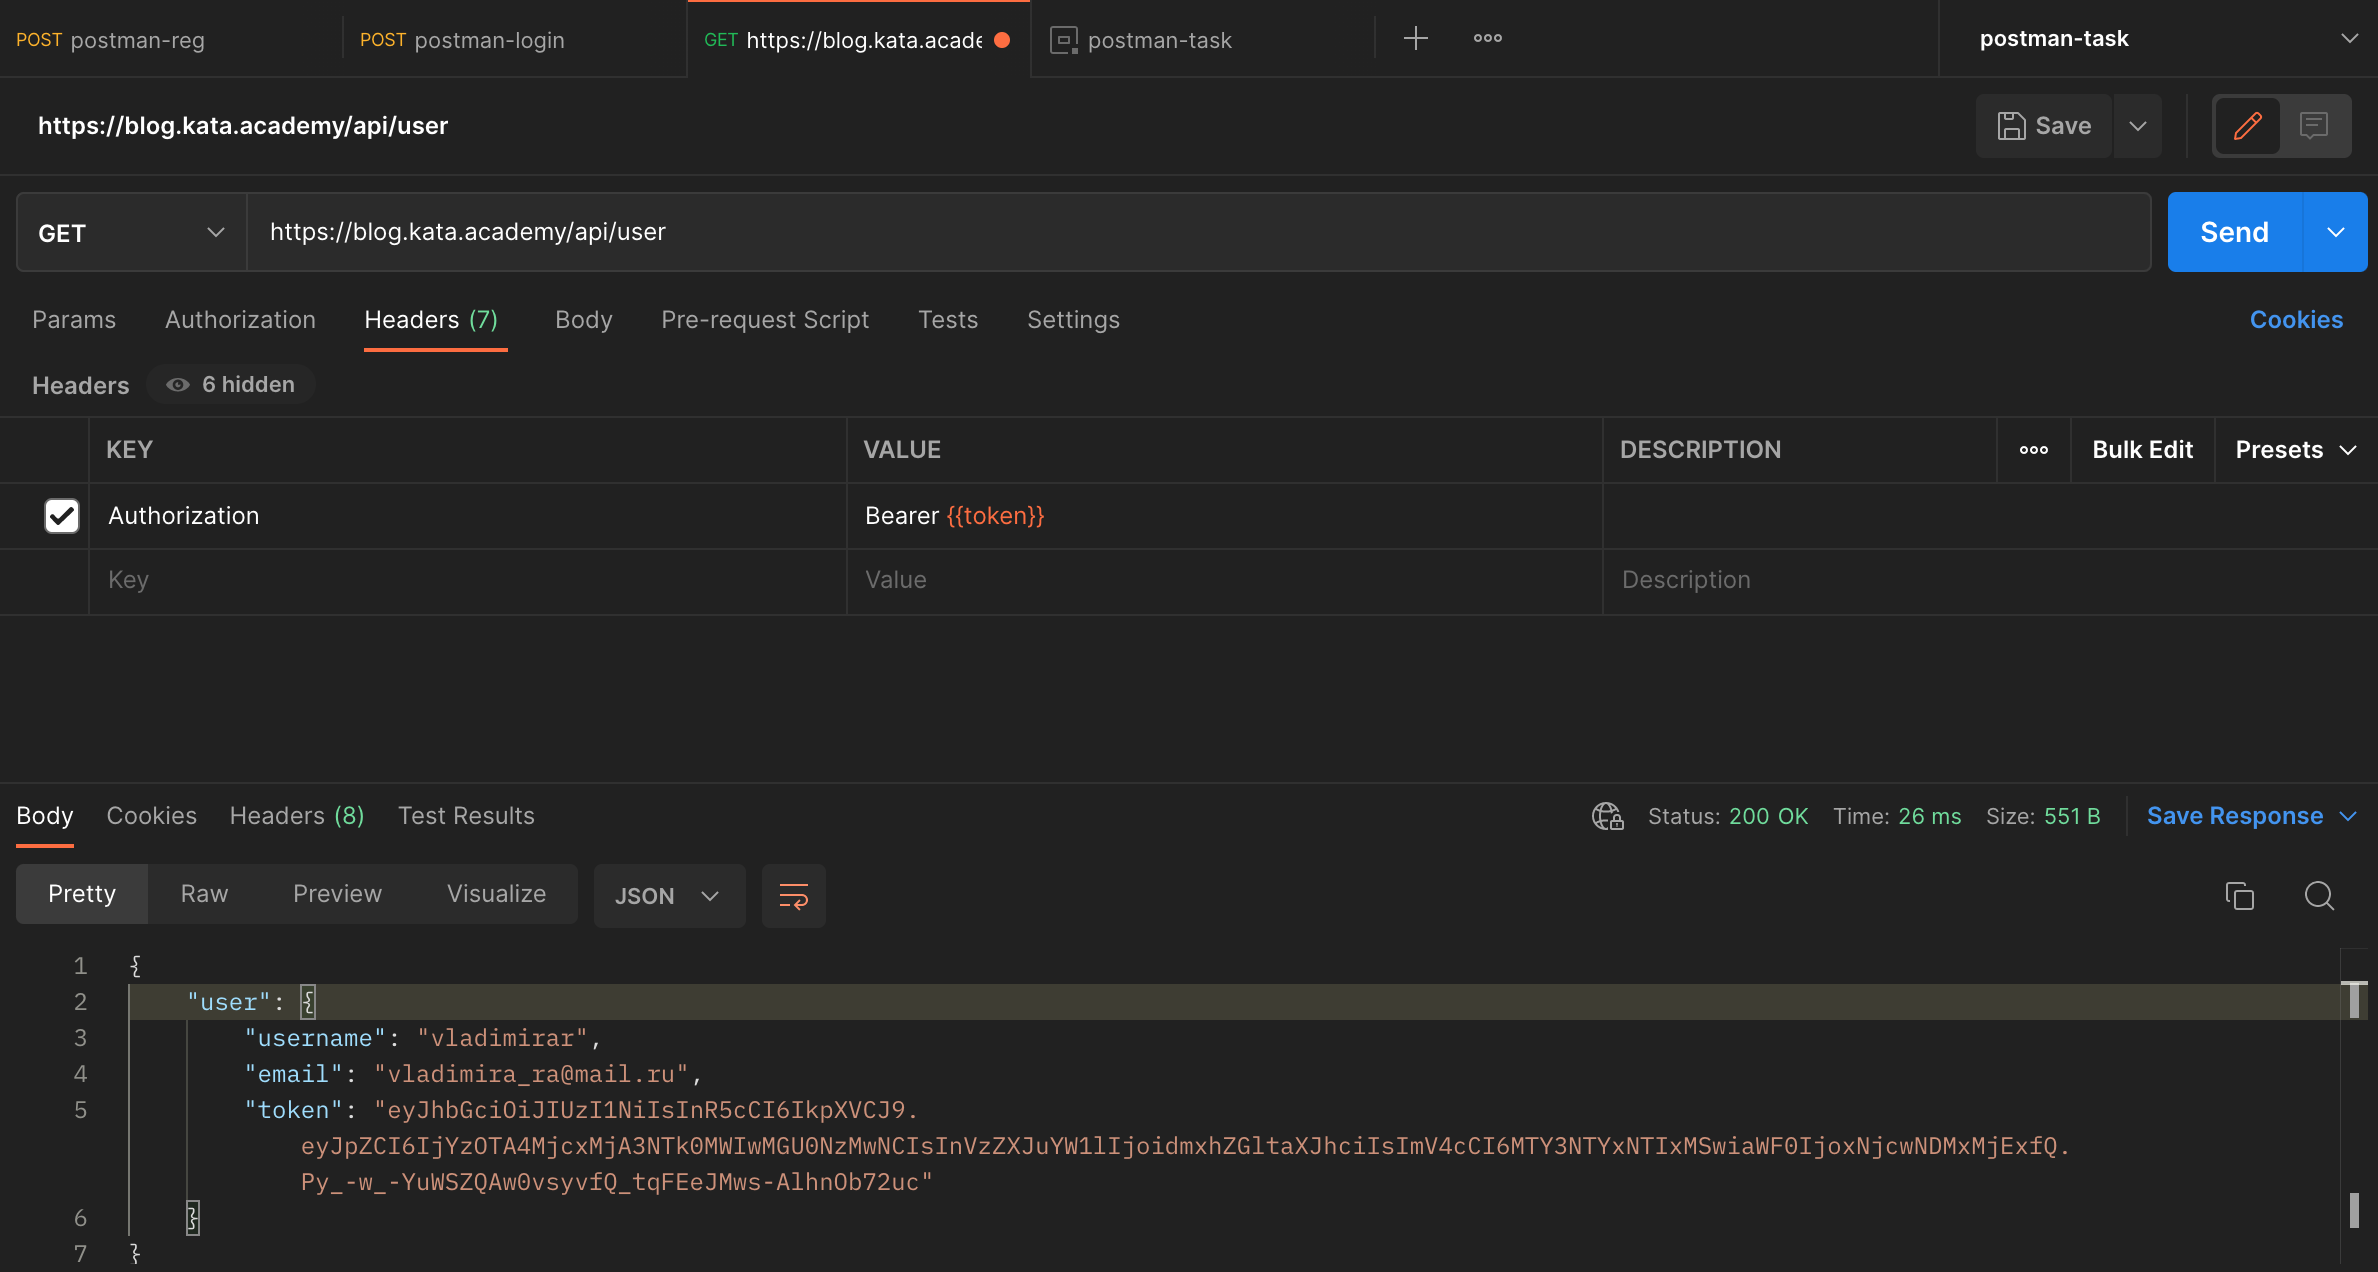 POST postman-reg
POST postman-login
GET https://blog.kata.acade
postman-task
postman-task
https://blog.kata.academy/api/user
Save
GET
https://blog.kata.academy/api/user
Send
Params
Authorization
Headers (7)
Body
Pre-request Script
Tests
Settings
Cookies
Headers
6 hidden
KEY
VALUE
DESCRIPTION
Bulk Edit
Presets
Authorization
Bearer {{token}}
Key
Value
Description
Body
Cookies
Headers (8)
Test Results
Status: 200 OK
Time: 26 ms
Size: 551 B
Save Response
Pretty
Raw
Preview
Visualize
JSON
1 {
2 "user": {
3 "username": "vladimirar",
4 "email": "vladimira_ra@mail.ru",
5 "token": "eyJhbGciOiJIUzI1NiIsInR5cCI6IkpXVCJ9.
eyJpZCI6IjYzOTA4MjcxMjA3NTk0MWIwMGU0NzMwNCIsInVzZXJuYW1lIjoidmxhZGltaXJhciIsImV4cCI6MTY3NTYxNTIxMSwiaWF0IjoxNjcwNDMxMjExfQ.
Py_-w_-YuWSZQAw0vsyvfQ_tqFEeJMws-AlhnOb72uc"
6 }
7 }